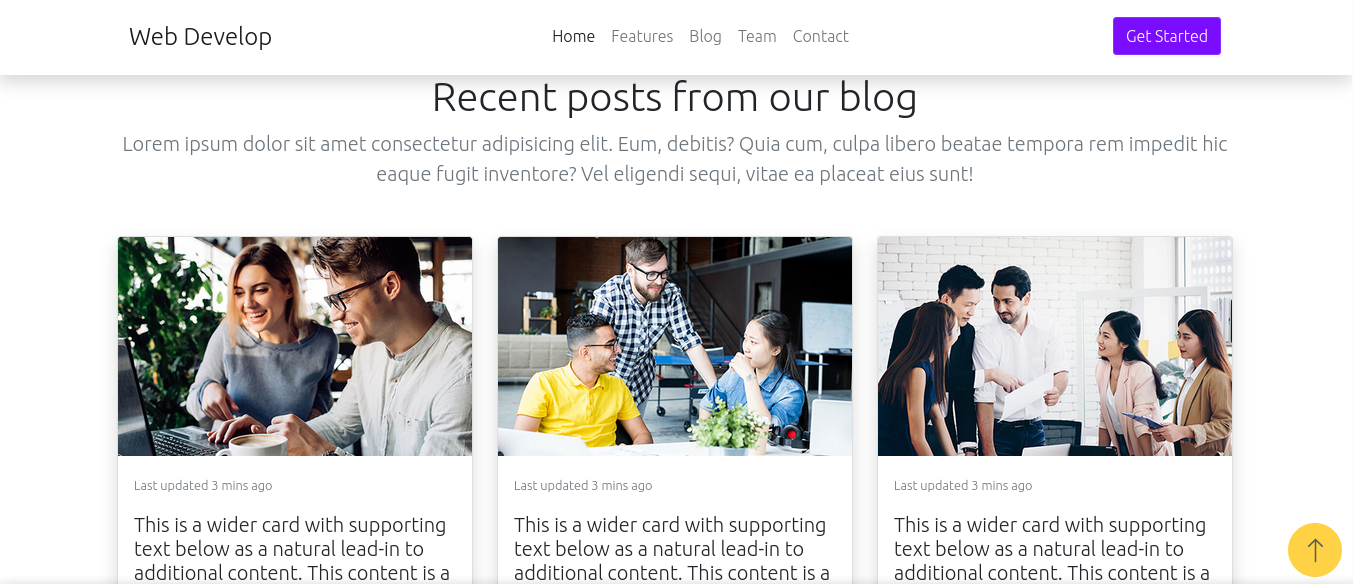 Web Develop
Home Features Blog Team Contact
Get Started
Recent posts from our blog
Lorem ipsum dolor sit amet consectetur adipisicing elit. Eum, debitis? Quia cum, culpa libero beatae tempora rem impedit hic
eaque fugit inventore? Vel eligendi sequi, vitae ea placeat eius sunt!
Last updated 3 mins ago
This is a wider card with supporting
text below as a natural lead-in to
additional content. This content is a
Last updated 3 mins ago
This is a wider card with supporting
text below as a natural lead-in to
additional content. This content is a
Last updated 3 mins ago
This is a wider card with supporting
text below as a natural lead-in to
additional content. This content is a